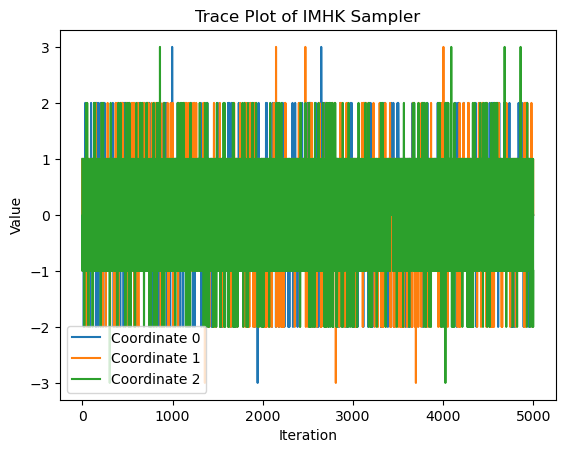 Trace Plot of IMHK Sampler
3
2
1
0
−1
−2
−3
Value
Coordinate 0
Coordinate 1
Coordinate 2
0 1000 2000 3000 4000 5000
Iteration